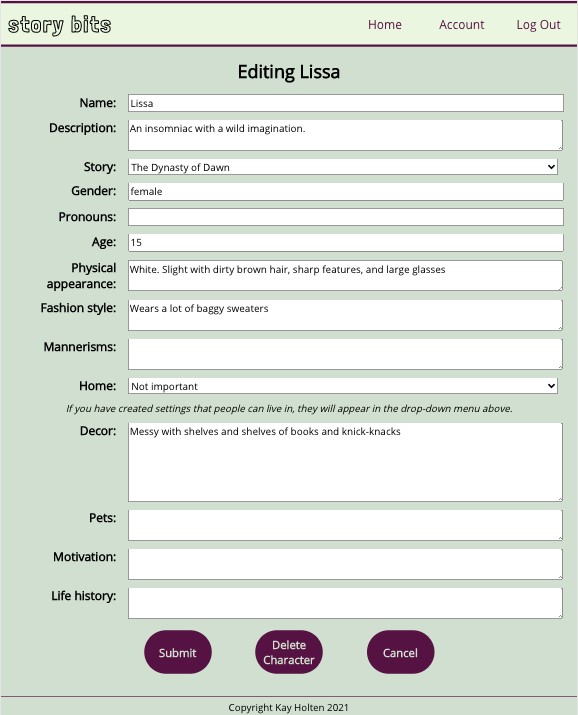 story bits
Home Account Log Out
Editing Lissa
Name: Lissa
Description: An insomniac with a wild imagination.
Story: The Dynasty of Dawn
Gender: female
Pronouns:
Age: 15
Physical
appearance: White. Slight with dirty brown hair, sharp features, and large glasses
Fashion style: Wears a lot of baggy sweaters
Mannerisms:
Home: Not important
If you have created settings that people can live in, they will appear in the drop-down menu above.
Decor: Messy with shelves and shelves of books and knick-knacks
Pets:
Motivation:
Life history:
Submit Delete Cancel
Character
Copyright Kay Holten 2021